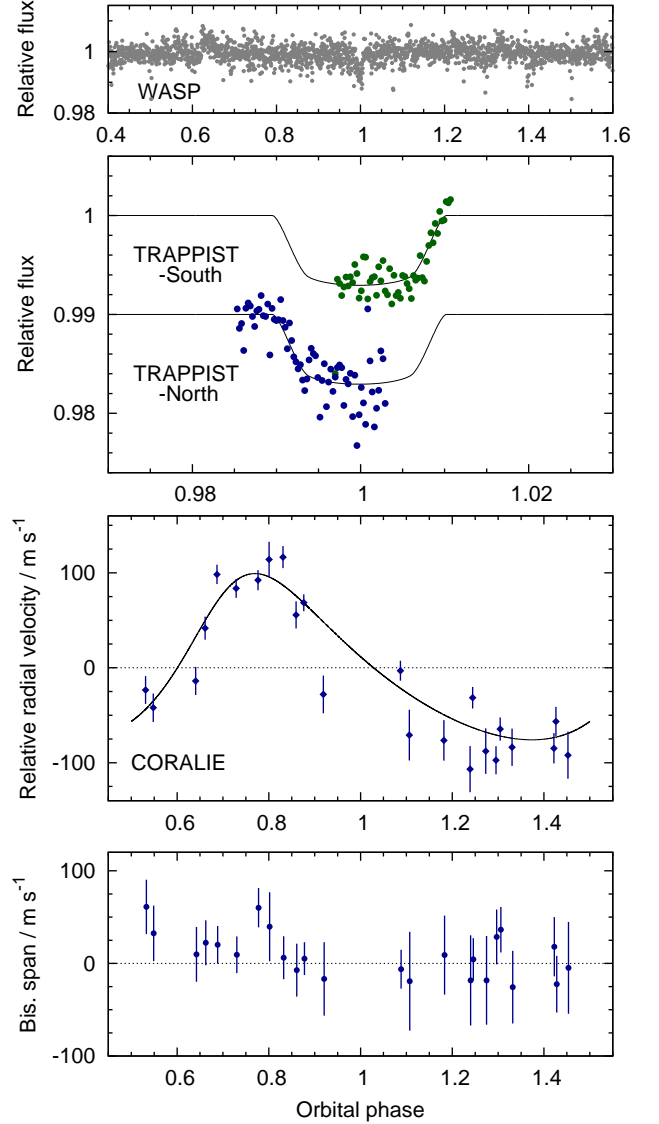 Relative flux
1
0.98
WASP
0.4 0.6 0.8 1 1.2 1.4 1.6
Relative flux
1
0.99
0.98
TRAPPIST
-South
TRAPPIST
-North
0.98 1 1.02
Relative radial velocity / m s⁻¹
100
0
-100
CORALIE
0.6 0.8 1 1.2 1.4
Bis. span / m s⁻¹
100
0
-100
0.6 0.8 1 1.2 1.4
Orbital phase